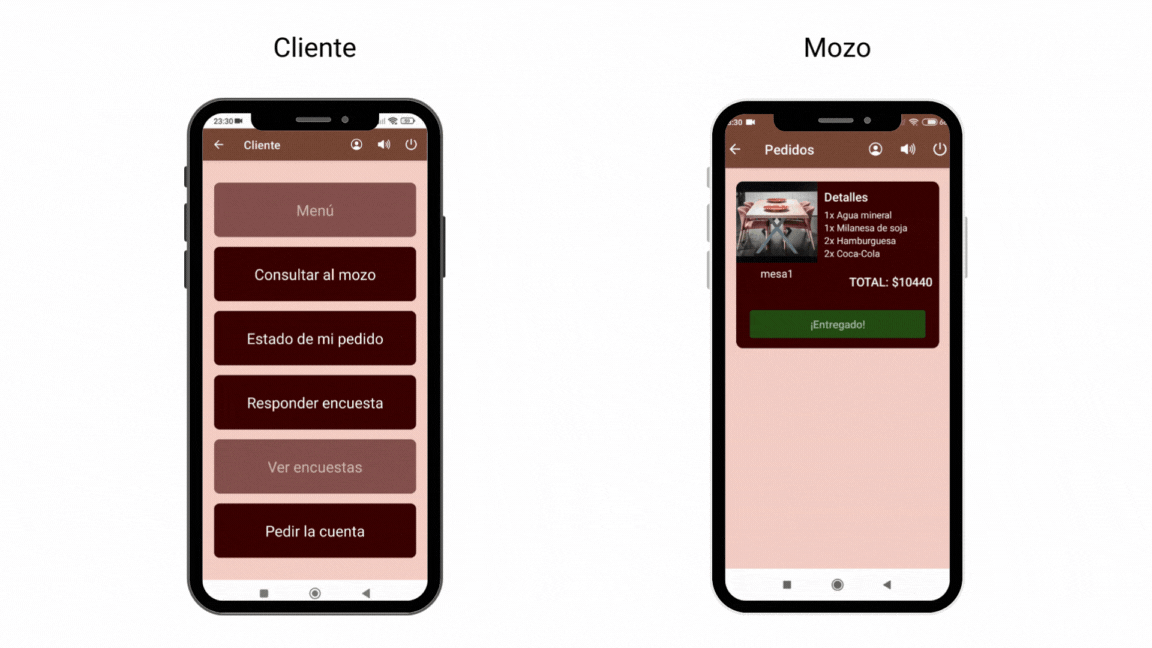 Cliente
Mozo
23:30
Cliente
Menú
Consultar al mozo
Estado de mi pedido
Responder encuesta
Ver encuestas
Pedir la cuenta
:30
Pedidos
Detalles
1x Agua mineral
1x Milanesa de soja
2x Hamburguesa
2x Coca-Cola
mesa1
TOTAL: $10440
¡Entregado!